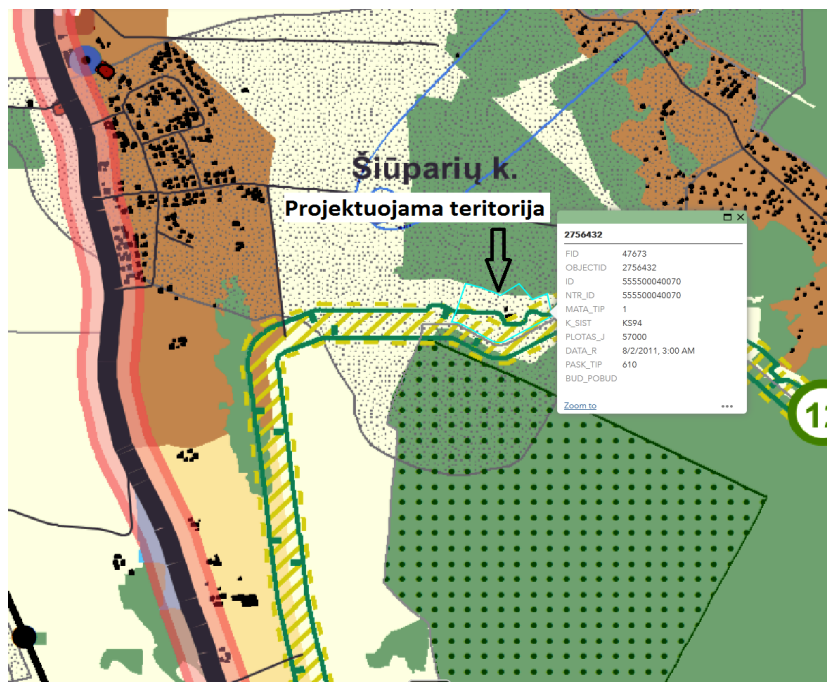 Šiūparių k.
Projektuojama teritorija
2756432
FID 47673
OBJECTID 2756432
ID 555500040070
NTR_ID 555500040070
MATA_TIP 1
K_SIST KS94
PLOTAS_J 57000
DATA_R 8/2/2011, 3:00 AM
PASK_TIP 610
BUD_POBUD
Zoom to
12